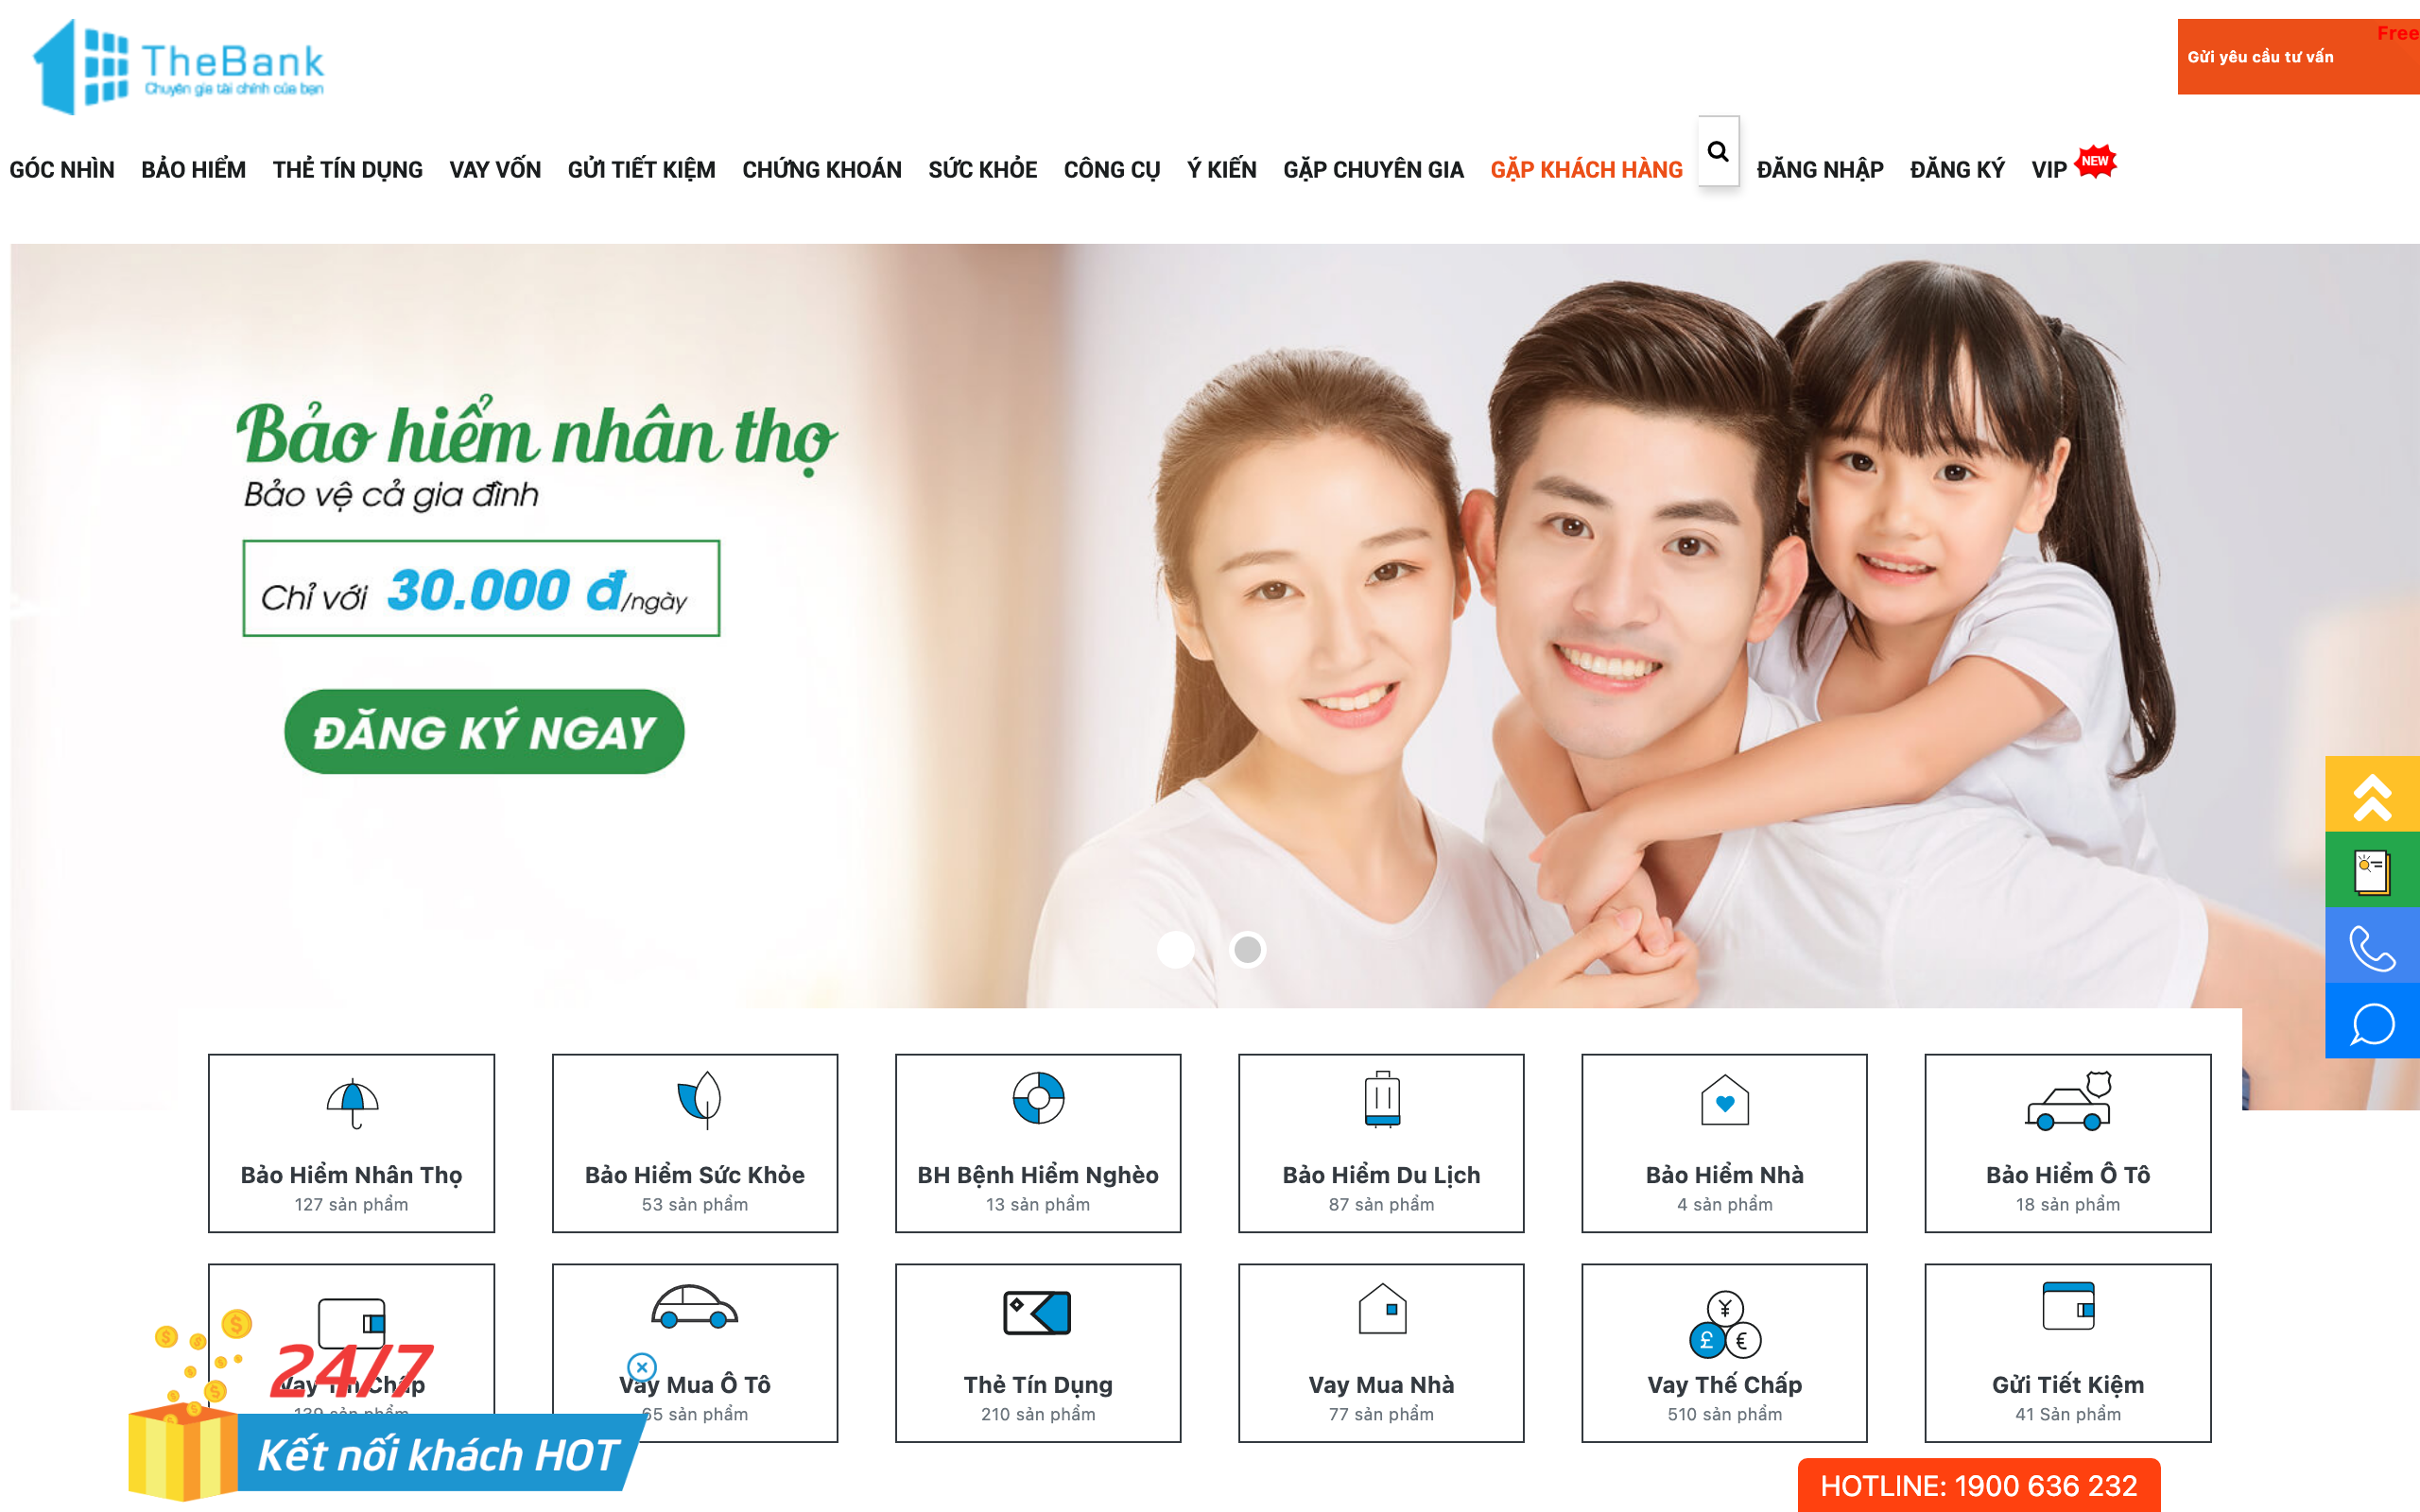 TheBank
Chuyên gia tài chính của bạn
Free
Gửi yêu cầu tư vấn
GÓC NHÌN BẢO HIỂM THẺ TÍN DỤNG VAY VỐN GỬI TIẾT KIỆM CHỨNG KHOÁN SỨC KHỎE CÔNG CỤ Ý KIẾN GẶP CHUYÊN GIA GẶP KHÁCH HÀNG ĐĂNG NHẬP ĐĂNG KÝ VIP NEW
Bảo hiểm nhân thọ
Bảo vệ cả gia đình
Chỉ với 30.000 đ/ngày
ĐĂNG KÝ NGAY
Bảo Hiểm Nhân Thọ
127 sản phẩm
Bảo Hiểm Sức Khỏe
53 sản phẩm
BH Bệnh Hiểm Nghèo
13 sản phẩm
Bảo Hiểm Du Lịch
87 sản phẩm
Bảo Hiểm Nhà
4 sản phẩm
Bảo Hiểm Ô Tô
18 sản phẩm
Vay Tín Chấp
139 sản phẩm
Vay Mua Ô Tô
65 sản phẩm
Thẻ Tín Dụng
210 sản phẩm
Vay Mua Nhà
77 sản phẩm
Vay Thế Chấp
510 sản phẩm
Gửi Tiết Kiệm
41 Sản phẩm
24/7
Kết nối khách HOT
HOTLINE: 1900 636 232